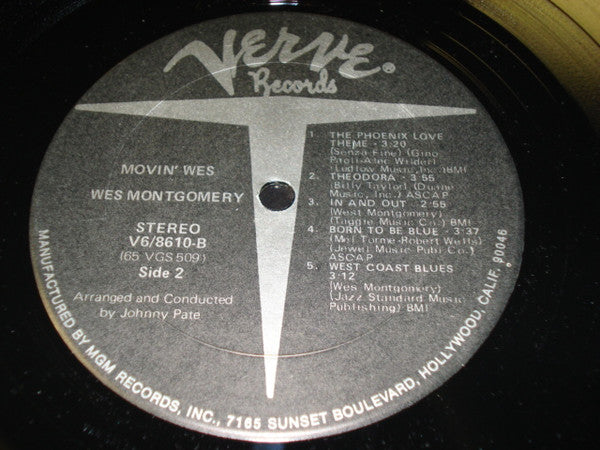 VERVE®
Records
MOVIN' WES
WES MONTGOMERY
STEREO
V6/8610-B
(65 VGS 509)
Side 2
Arranged and Conducted
by Johnny Pate
1 THE PHOENIX LOVE
THEME - 3:20
(Senza Fine) (Gino
Paoli-Alec Wilder)
(Ludlow Music, Inc.) BMI
2. THEODORA - 3:56
(Billy Taylor) (Duane
Music, Inc.) ASCAP
3. IN AND OUT - 2:55
(West Montgomery)
(Taggie Music Co.) BMI
4. BORN TO BE BLUE - 3:37
(Mel Torme-Robert Wells)
(Jewel Music Publ Co.)
ASCAP
5. WEST COAST BLUES
3:12
(Wes Montgomery)
(Jazz Standard Music
Publishing) BMI
MANUFACTURED BY MGM RECORDS, INC., 7165 SUNSET BOULEVARD, HOLLYWOOD, CALIF. 90046